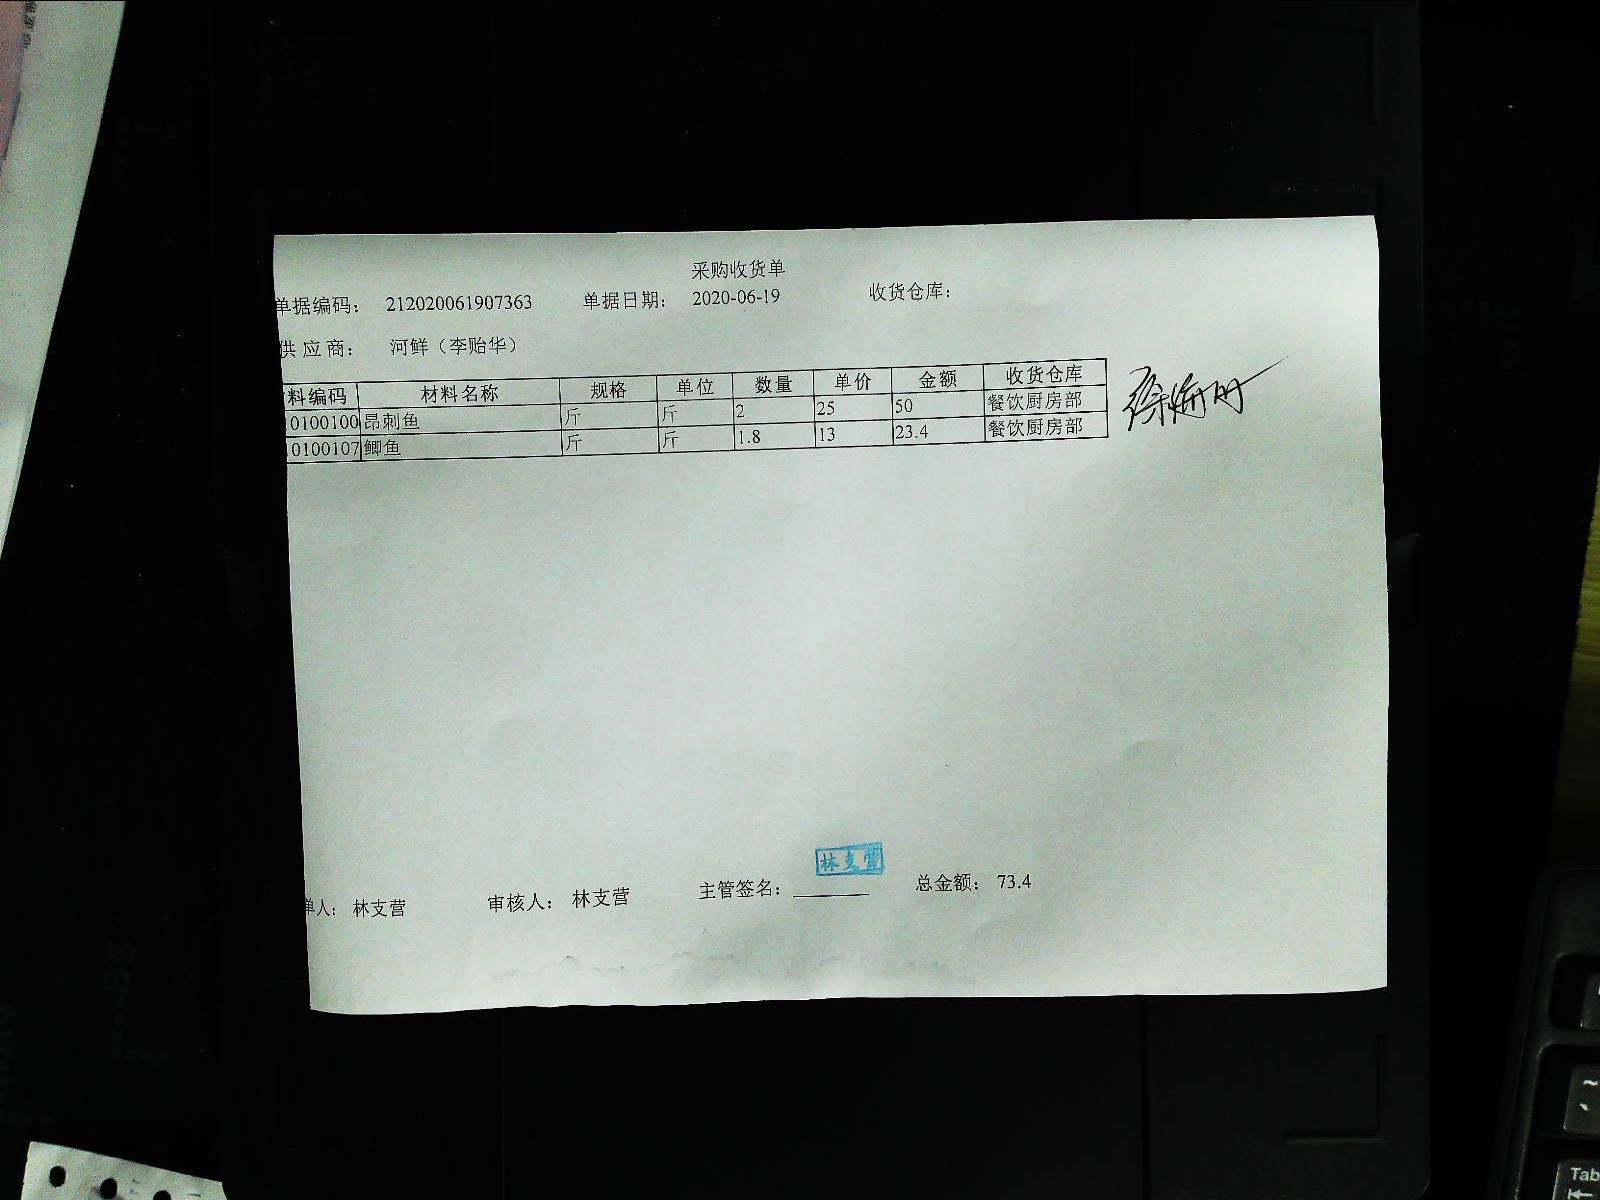 采购收货单
单据编码： 212020061907363 单据日期： 2020-06-19 收货仓库：
供 应 商： 河鲜（李贻华）
料编码 材料名称 规格 单位 数量 单价 金额 收货仓库
0100100 昂刺鱼 斤 斤 2 25 50 餐饮厨房部
0100107 鲫鱼 斤 斤 1.8 13 23.4 餐饮厨房部
林支营
单人： 林支营 审核人： 林支营 主管签名： 总金额： 73.4
Tab